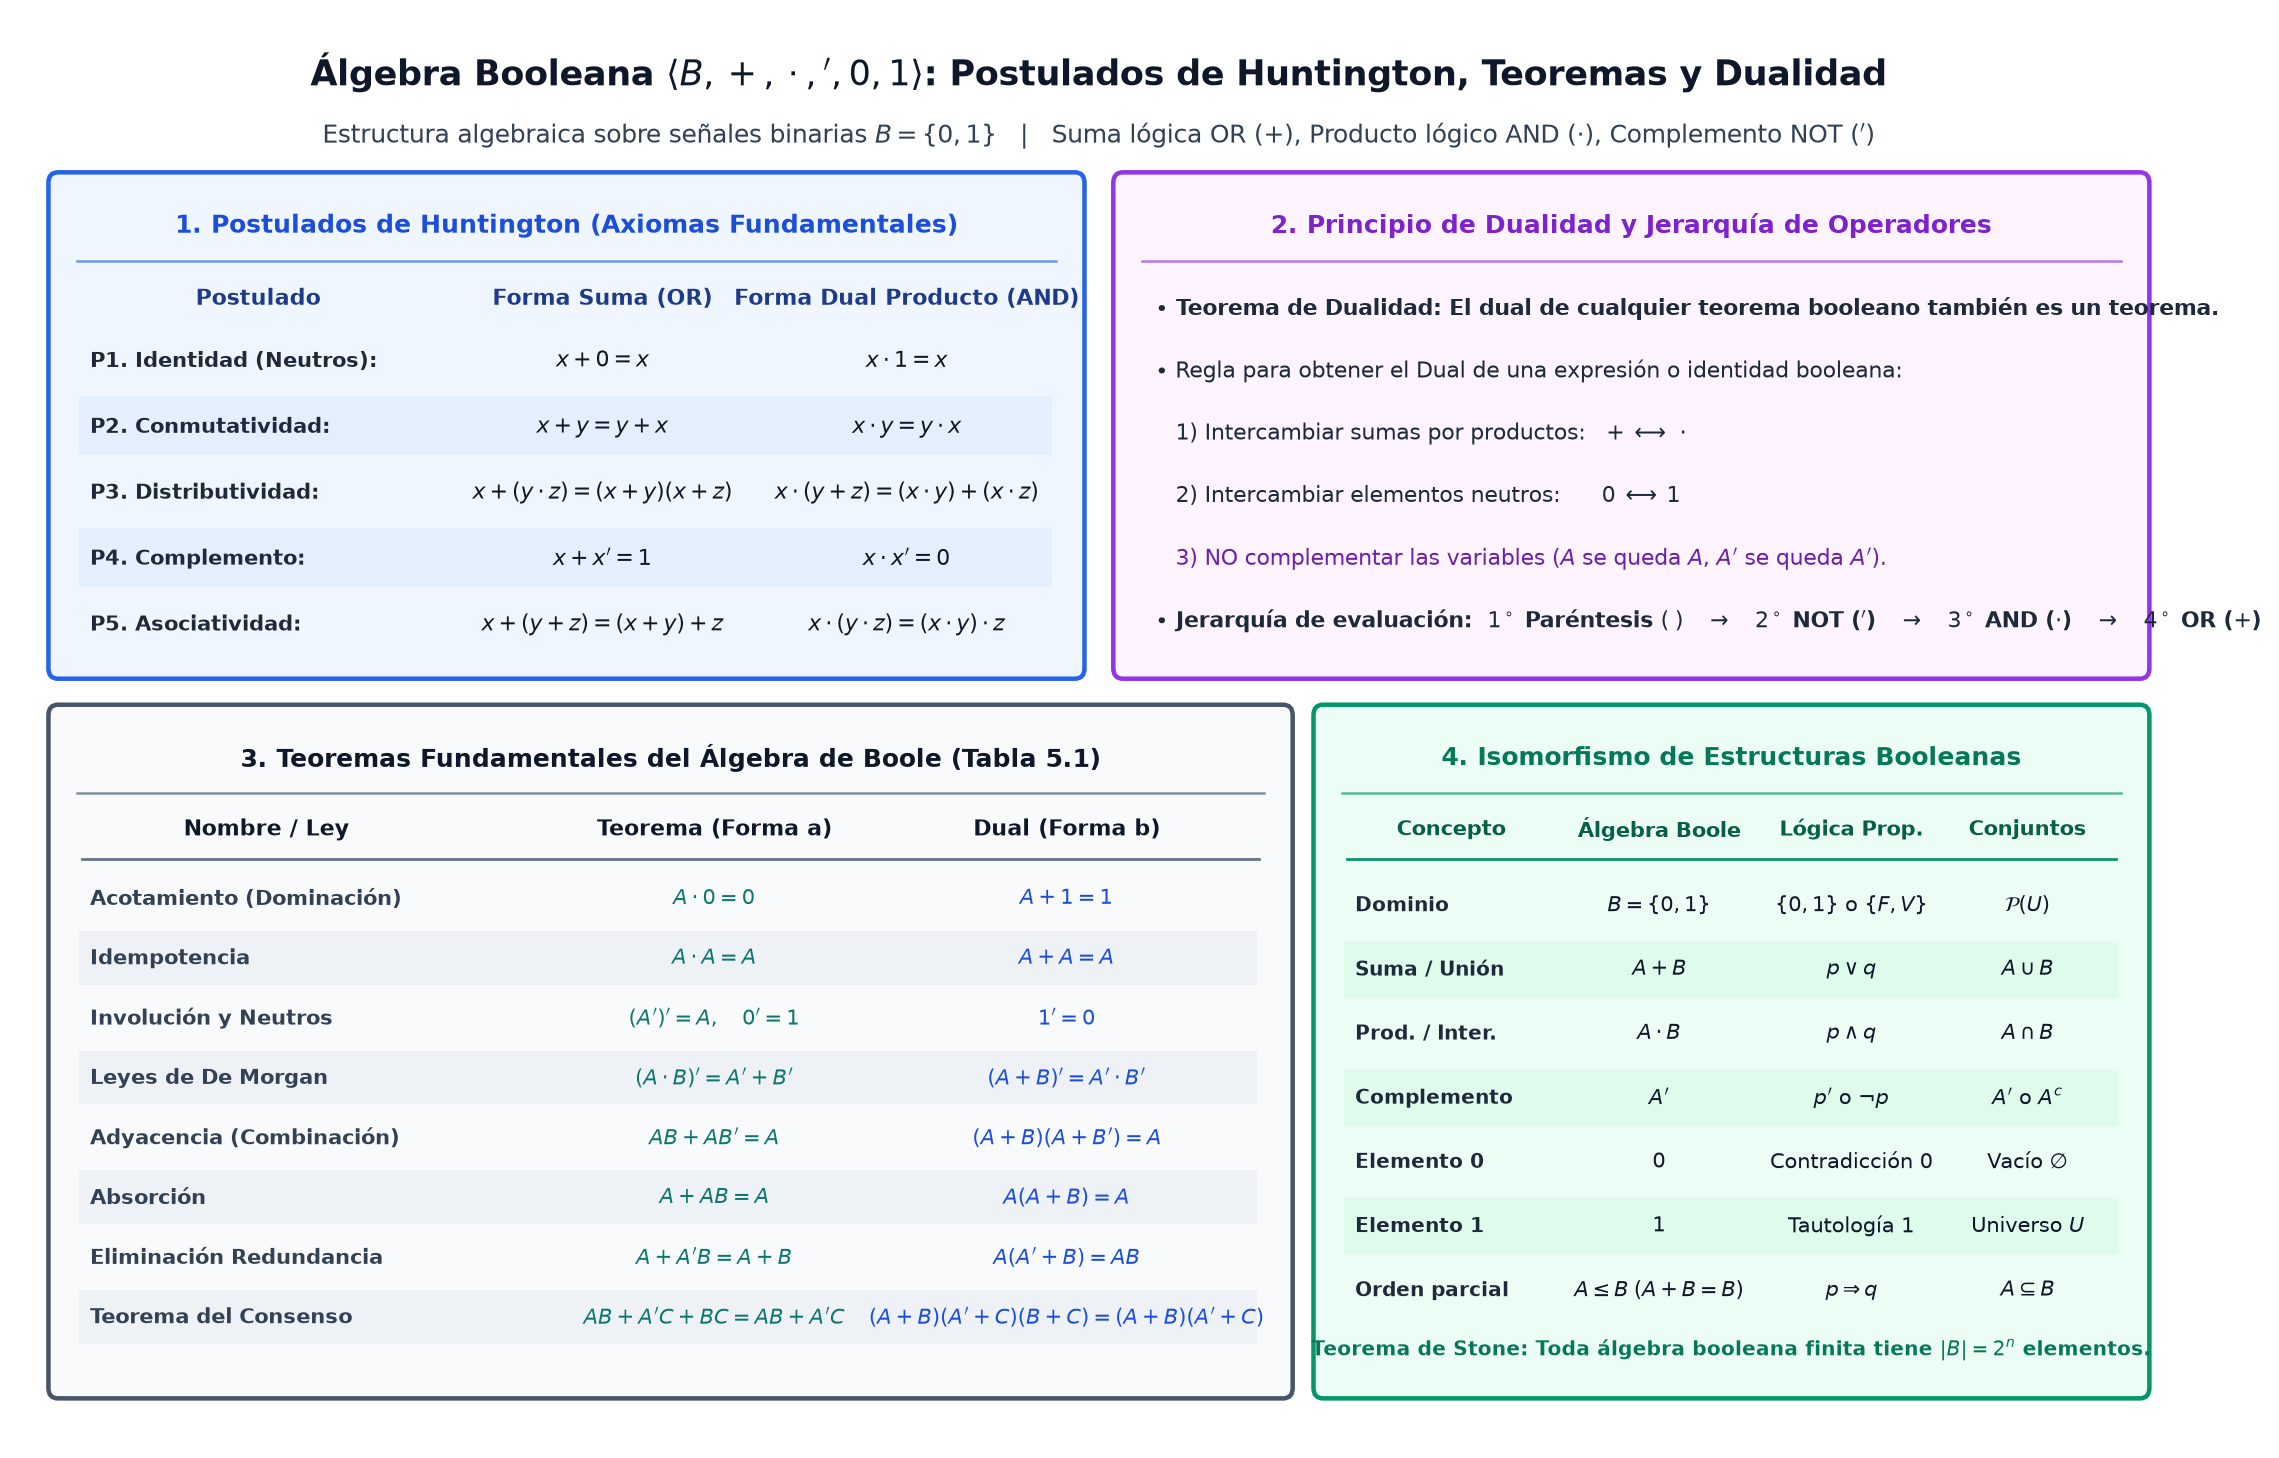 Álgebra Booleana ⟨B, +, ·, ′, 0, 1⟩: Postulados de Huntington, Teoremas y Dualidad
Estructura algebraica sobre señales binarias B = {0, 1} | Suma lógica OR (+), Producto lógico AND (·), Complemento NOT (′)
1. Postulados de Huntington (Axiomas Fundamentales)
Postulado Forma Suma (OR) Forma Dual Producto (AND)
P1. Identidad (Neutros): x + 0 = x x · 1 = x
P2. Conmutatividad: x + y = y + x x · y = y · x
P3. Distributividad: x + (y · z) = (x + y)(x + z) x · (y + z) = (x · y) + (x · z)
P4. Complemento: x + x′ = 1 x · x′ = 0
P5. Asociatividad: x + (y + z) = (x + y) + z x · (y · z) = (x · y) · z
2. Principio de Dualidad y Jerarquía de Operadores
• Teorema de Dualidad: El dual de cualquier teorema booleano también es un teorema.
• Regla para obtener el Dual de una expresión o identidad booleana:
1) Intercambiar sumas por productos: + ⟷ ·
2) Intercambiar elementos neutros: 0 ⟷ 1
3) NO complementar las variables (A se queda A, A′ se queda A′).
• Jerarquía de evaluación: 1° Paréntesis ( ) → 2° NOT (′) → 3° AND (·) → 4° OR (+)
3. Teoremas Fundamentales del Álgebra de Boole (Tabla 5.1)
Nombre / Ley Teorema (Forma a) Dual (Forma b)
Acotamiento (Dominación) A · 0 = 0 A + 1 = 1
Idempotencia A · A = A A + A = A
Involución y Neutros (A′)′ = A, 0′ = 1 1′ = 0
Leyes de De Morgan (A · B)′ = A′ + B′ (A + B)′ = A′ · B′
Adyacencia (Combinación) AB + AB′ = A (A + B)(A + B′) = A
Absorción A + AB = A A(A + B) = A
Eliminación Redundancia A + A′B = A + B A(A′ + B) = AB
Teorema del Consenso AB + A′C + BC = AB + A′C (A + B)(A′ + C)(B + C) = (A + B)(A′ + C)
4. Isomorfismo de Estructuras Booleanas
Concepto Álgebra Boole Lógica Prop. Conjuntos
Dominio B = {0, 1} {0, 1} o {F, V} 𝒫(U)
Suma / Unión A + B p ∨ q A ∪ B
Prod. / Inter. A · B p ∧ q A ∩ B
Complemento A′ p′ o ¬p A′ o Aᶜ
Elemento 0 0 Contradicción 0 Vacío ∅
Elemento 1 1 Tautología 1 Universo U
Orden parcial A ≤ B (A + B = B) p ⇒ q A ⊆ B
Teorema de Stone: Toda álgebra booleana finita tiene |B| = 2ⁿ elementos.